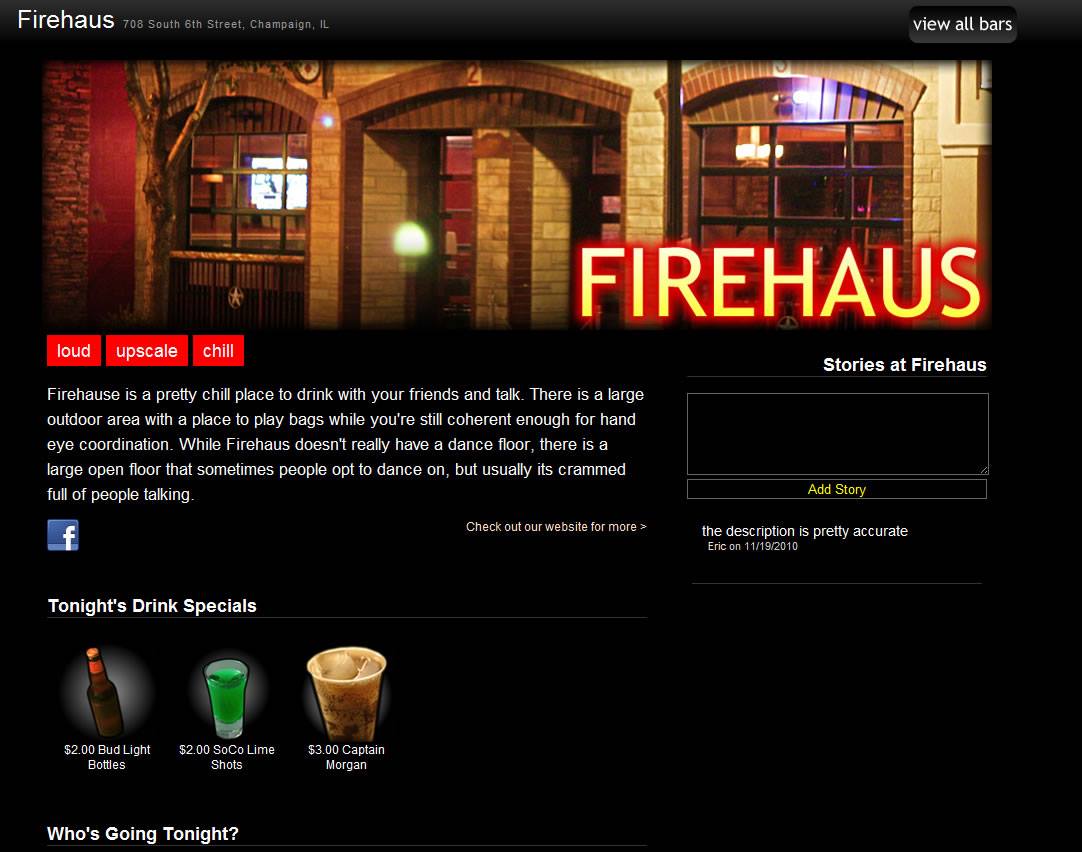 Firehaus 708 South 6th Street, Champaign, IL
view all bars
2
3
FIREHAUS
loud upscale chill
Firehause is a pretty chill place to drink with your friends and talk. There is a large
outdoor area with a place to play bags while you're still coherent enough for hand
eye coordination. While Firehaus doesn't really have a dance floor, there is a
large open floor that sometimes people opt to dance on, but usually its crammed
full of people talking.
f
Check out our website for more >
Stories at Firehaus
Add Story
the description is pretty accurate
Eric on 11/19/2010
Tonight's Drink Specials
$2.00 Bud Light
Bottles
$2.00 SoCo Lime
Shots
$3.00 Captain
Morgan
Who's Going Tonight?